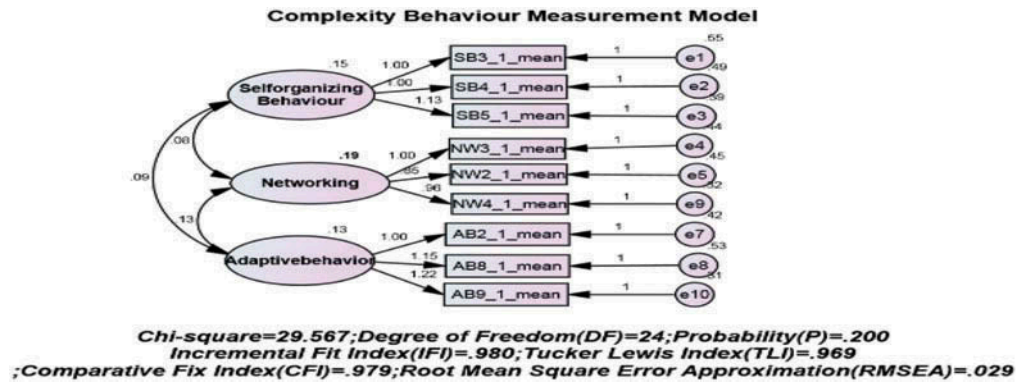 Complexity Behaviour Measurement Model
.55
.15
1.00
SB3_1_mean
1
e1
.49
Selforganizing
Behaviour
1.00
SB4_1_mean
1
e2
.39
1.13
SB5_1_mean
1
e3
.44
.08
.19
1.00
NW3_1_mean
1
e4
.45
.09
Networking
.85
NW2_1_mean
1
e5
.32
.96
NW4_1_mean
1
e9
.42
.13
.13
1.00
AB2_1_mean
1
e7
.53
Adaptivebehavior
1.15
AB8_1_mean
1
e8
.31
1.22
AB9_1_mean
1
e10
Chi-square=29.567;Degree of Freedom(DF)=24;Probability(P)=.200
Incremental Fit Index(IFI)=.980;Tucker Lewis Index(TLI)=.969
;Comparative Fix Index(CFI)=.979;Root Mean Square Error Approximation(RMSEA)=.029